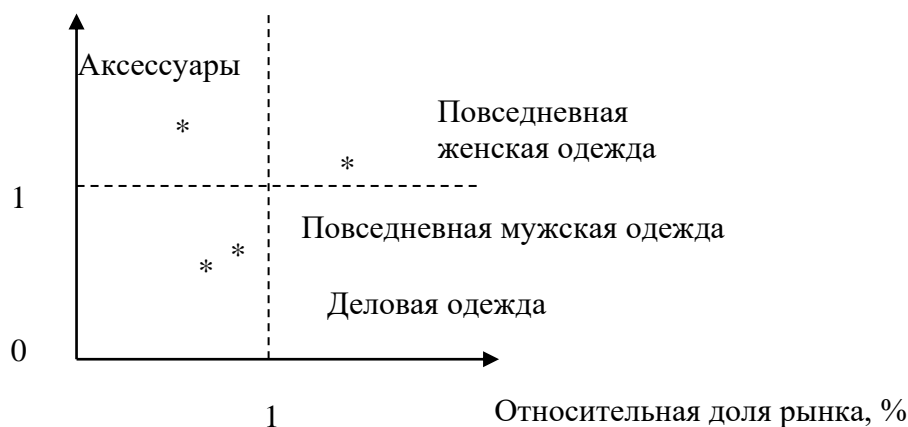 Аксессуары
Повседневная
женская одежда
*
*
1
Повседневная мужская одежда
*
*
Деловая одежда
0
1
Относительная доля рынка, %